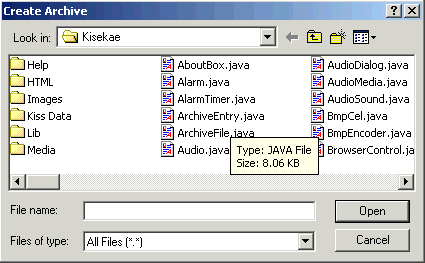 Create Archive
Look in: Kisekae
Help AboutBox.java AudioDialog.java
HTML Alarm.java AudioMedia.java
Images AlarmTimer.java AudioSound.java
Kiss Data ArchiveEntry.java BmpCel.java
Lib ArchiveFile.java BmpEncoder.java
Media Audio.java BrowserControl.ja
Type: JAVA File
Size: 8.06 KB
File name: Open
Files of type: All Files (*.*) Cancel